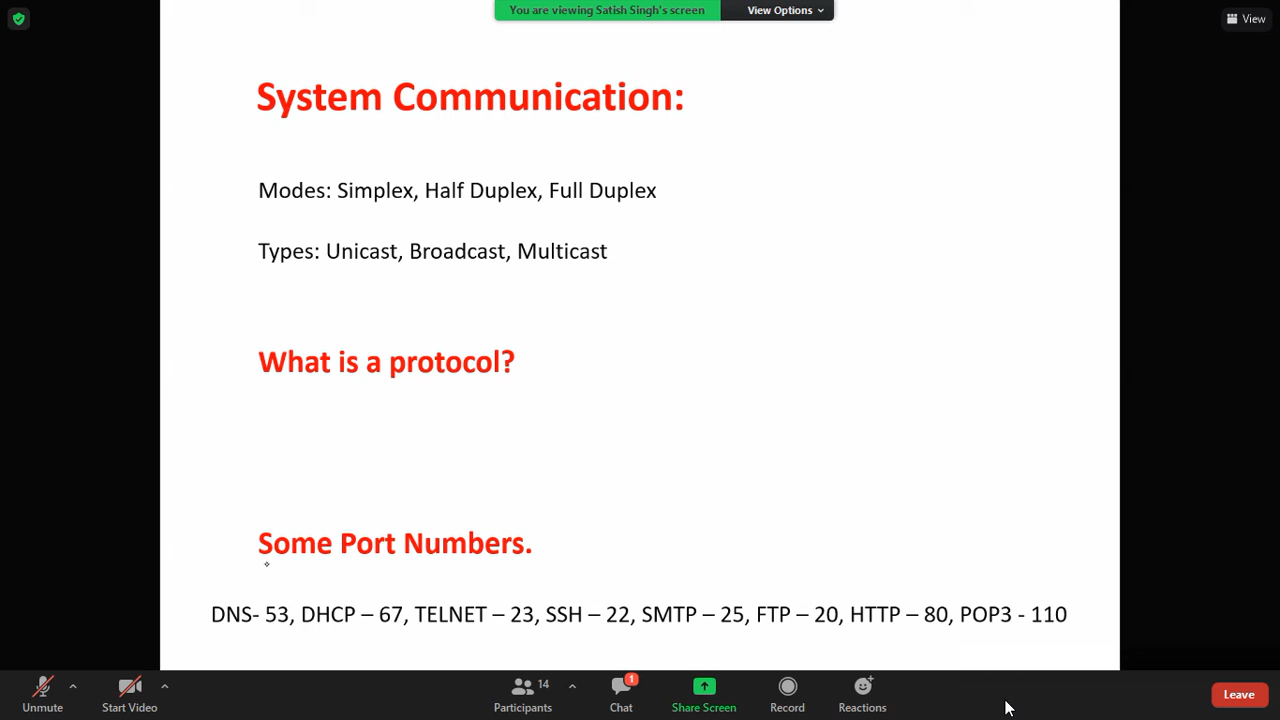 You are viewing Satish Singh's screen
View Options
View
System Communication:
Modes: Simplex, Half Duplex, Full Duplex
Types: Unicast, Broadcast, Multicast
What is a protocol?
Some Port Numbers.
DNS- 53, DHCP – 67, TELNET – 23, SSH – 22, SMTP – 25, FTP – 20, HTTP – 80, POP3 - 110
14
1
Unmute
Start Video
Participants
Chat
Share Screen
Record
Reactions
Leave